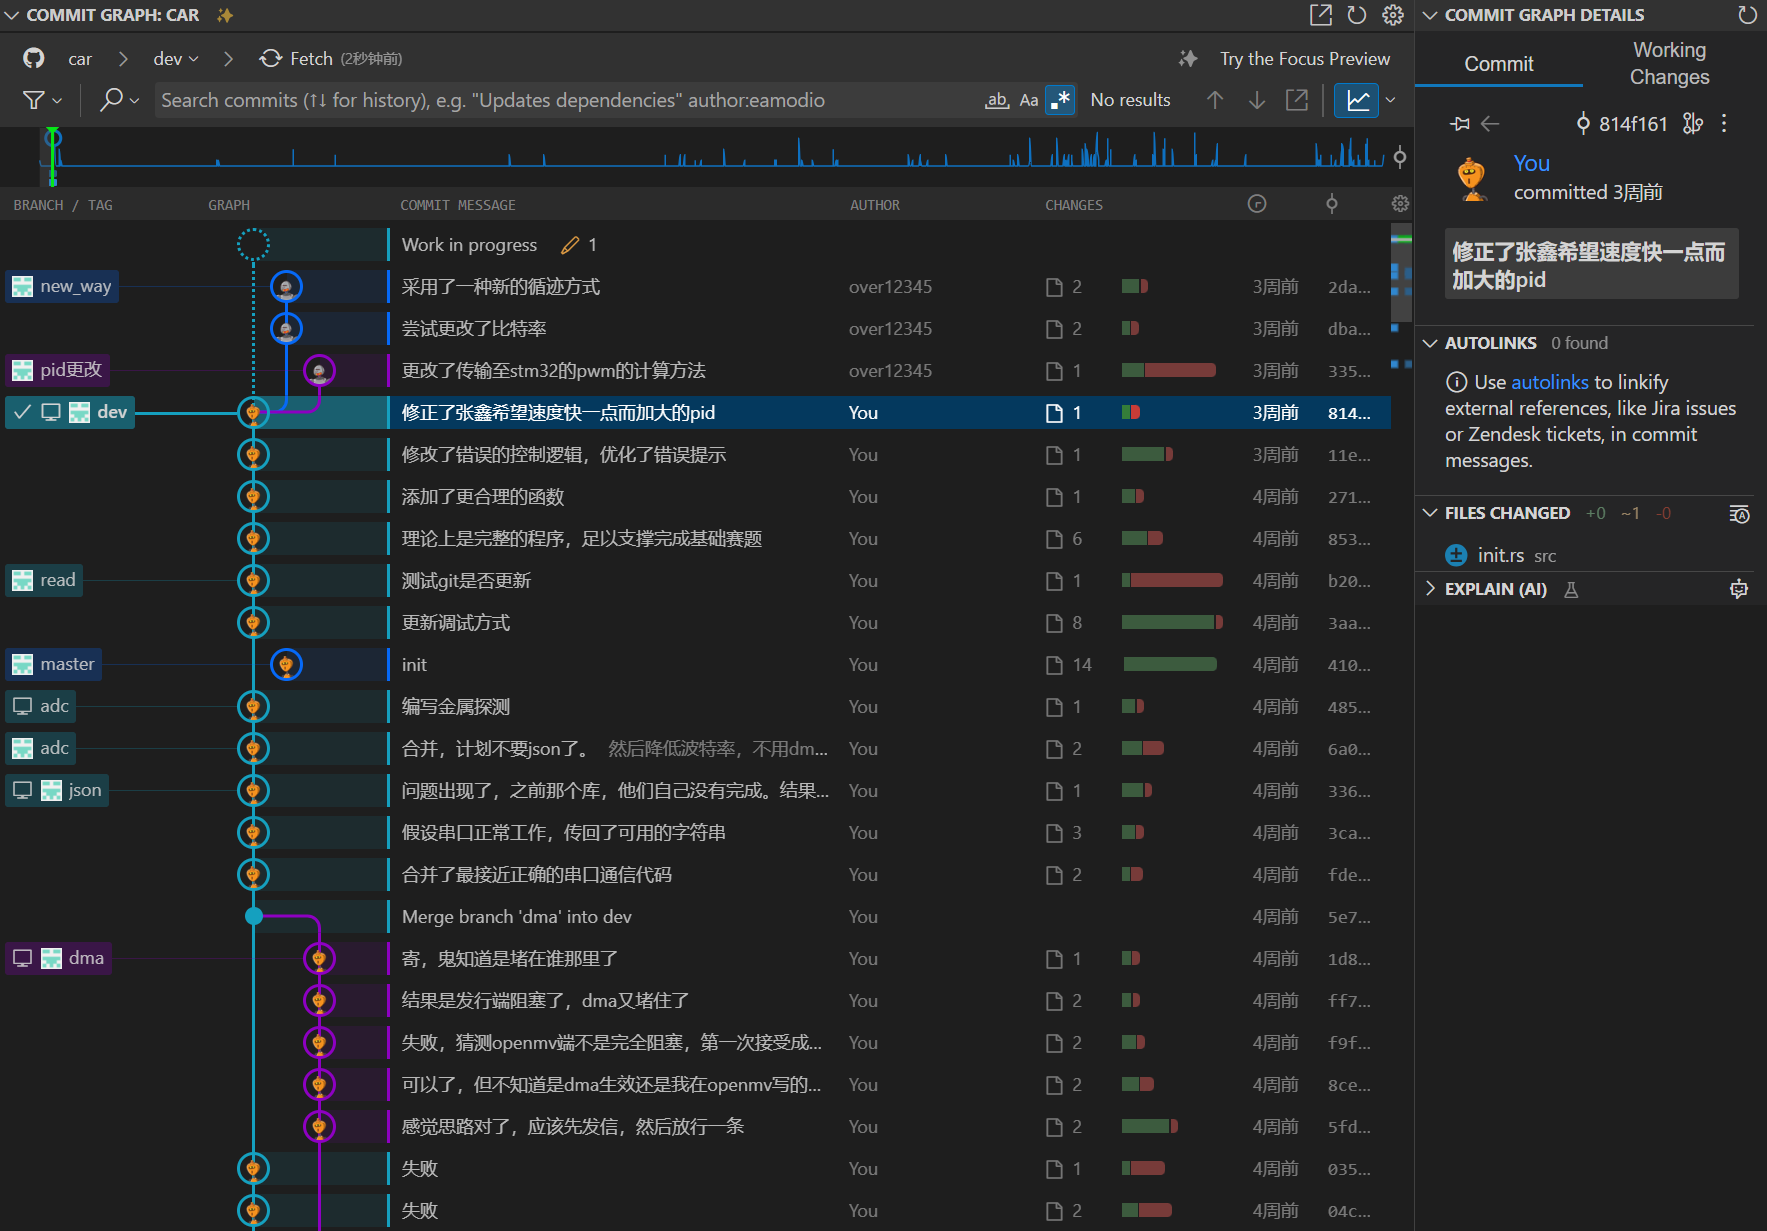 COMMIT GRAPH: CAR
car dev Fetch (2秒钟前) Try the Focus Preview
Search commits (↑↓ for history), e.g. "Updates dependencies" author:eamodio ab Aa .* No results
BRANCH / TAG GRAPH COMMIT MESSAGE AUTHOR CHANGES
Work in progress 1
new_way 采用了一种新的循迹方式 over12345 2 3周前 2da...
尝试更改了比特率 over12345 2 3周前 dba...
pid更改 更改了传输至stm32的pwm的计算方法 over12345 1 3周前 335...
dev 修正了张鑫希望速度快一点而加大的pid You 1 3周前 814...
修改了错误的控制逻辑，优化了错误提示 You 1 3周前 11e...
添加了更合理的函数 You 1 4周前 271...
理论上是完整的程序，足以支撑完成基础赛题 You 6 4周前 853...
read 测试git是否更新 You 1 4周前 b20...
更新调试方式 You 8 4周前 3aa...
master init You 14 4周前 410...
adc 编写金属探测 You 1 4周前 485...
adc 合并，计划不要json了。 然后降低波特率，不用dm... You 2 4周前 6a0...
json 问题出现了，之前那个库，他们自己没有完成。结果... You 1 4周前 336...
假设串口正常工作，传回了可用的字符串 You 3 4周前 3ca...
合并了最接近正确的串口通信代码 You 2 4周前 fde...
Merge branch 'dma' into dev You 4周前 5e7...
dma 寄，鬼知道是堵在谁那里了 You 1 4周前 1d8...
结果是发行端阻塞了，dma又堵住了 You 2 4周前 ff7...
失败，猜测openmv端不是完全阻塞，第一次接受成... You 2 4周前 f9f...
可以了，但不知道是dma生效还是我在openmv写的... You 2 4周前 8ce...
感觉思路对了，应该先发信，然后放行一条 You 2 4周前 5fd...
失败 You 1 4周前 035...
失败 You 2 4周前 04c...
COMMIT GRAPH DETAILS
Commit
Working
Changes
814f161
You
committed 3周前
修正了张鑫希望速度快一点而
加大的pid
AUTOLINKS 0 found
Use autolinks to linkify
external references, like Jira issues
or Zendesk tickets, in commit
messages.
FILES CHANGED +0 ~1 -0
init.rs src
EXPLAIN (AI)